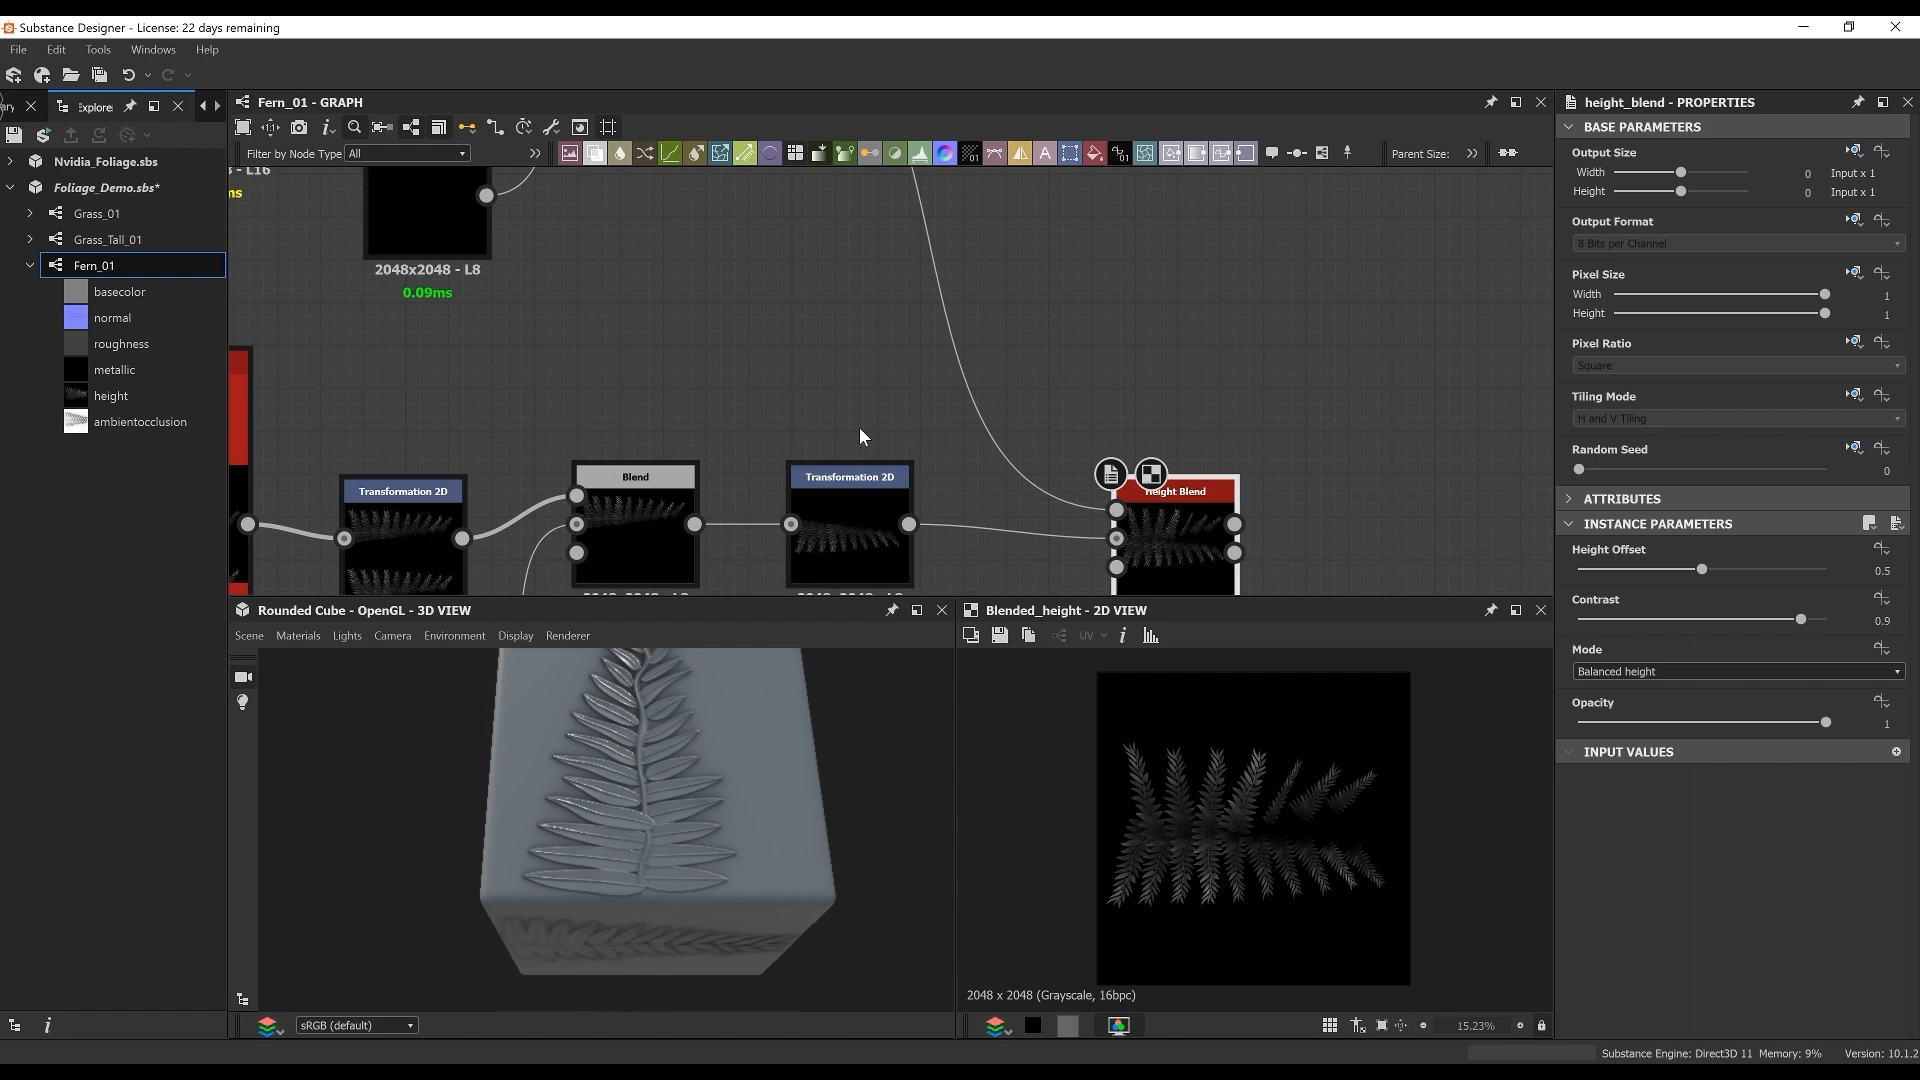 Substance Designer - License: 22 days remaining
File Edit Tools Windows Help
ary Explore
Fern_01 - GRAPH
height_blend - PROPERTIES
Filter by Node Type All
Parent Size:
Nvidia_Foliage.sbs
Foliage_Demo.sbs*
Grass_01
Grass_Tall_01
Fern_01
basecolor
normal
roughness
metallic
height
ambientocclusion
- L16
ms
2048x2048 - L8
0.09ms
Transformation 2D
Blend
Transformation 2D
Height Blend
BASE PARAMETERS
Output Size
Width 0 Input x 1
Height 0 Input x 1
Output Format
8 Bits per Channel
Pixel Size
Width 1
Height 1
Pixel Ratio
Square
Tiling Mode
H and V Tiling
Random Seed
0
ATTRIBUTES
INSTANCE PARAMETERS
Height Offset
0.5
Contrast
0.9
Mode
Balanced height
Opacity
1
INPUT VALUES
Rounded Cube - OpenGL - 3D VIEW
Scene Materials Lights Camera Environment Display Renderer
sRGB (default)
Blended_height - 2D VIEW
UV
2048 x 2048 (Grayscale, 16bpc)
15.23%
Substance Engine: Direct3D 11 Memory: 9% Version: 10.1.2